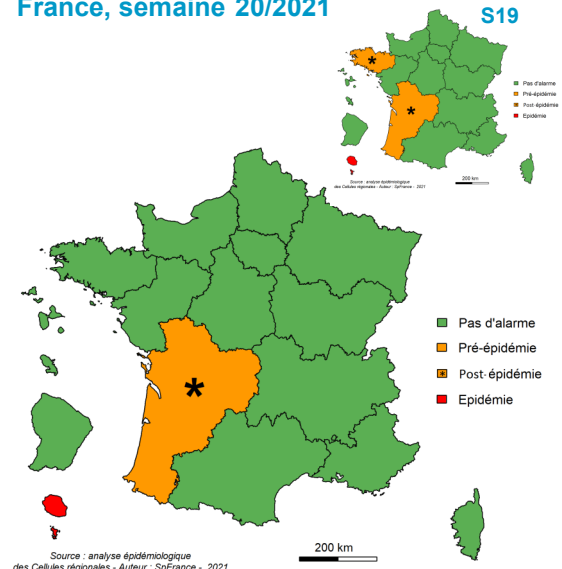 France, semaine 20/2021
S19
Pas d'alarme
Pré-épidémie
Post-épidémie
Epidémie
200 km
Source : analyse épidémiologique
des Cellules régionales - Auteur : SpFrance - 2021
Pas d'alarme
Pré-épidémie
* Post-épidémie
Epidémie
200 km
Source : analyse épidémiologique
des Cellules régionales - Auteur : SpFrance - 2021